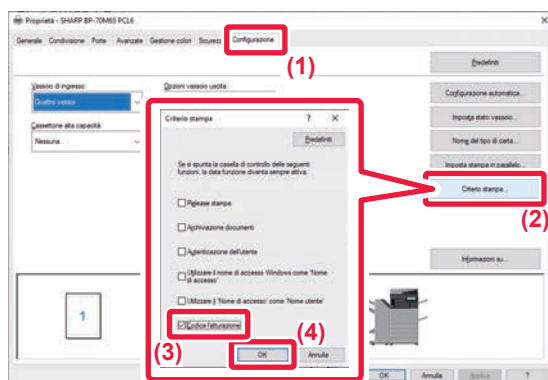 Proprietà - SHARP BP-70M65 PCL6
Generale Condivisione Porte Avanzate Gestione colori Sicurezza Configurazione
(1)
Predefiniti
Vassoio di ingresso:
Opzioni vassoio uscita:
Quattro vassoi
Configurazione automatica...
Cassettone alta capacità:
Nessuna
Imposta stato vassoio...
Nome del tipo di carta...
Imposta stampa in parallelo...
Criterio stampa...
(2)
Informazioni su...
Criterio stampa ? X
Predefiniti
Se si spunta la casella di controllo delle seguenti
funzioni, la data funzione diventa sempre attiva.
Release stampa
Archiviazione documenti
Autenticazione dell'utente
Utilizzare il nome di accesso Windows come 'Nome
di accesso'
Utilizzare il 'Nome di accesso' come 'Nome utente'
Codice fatturazione
(3)
(4)
OK Annulla
1
OK Annulla Applica ?